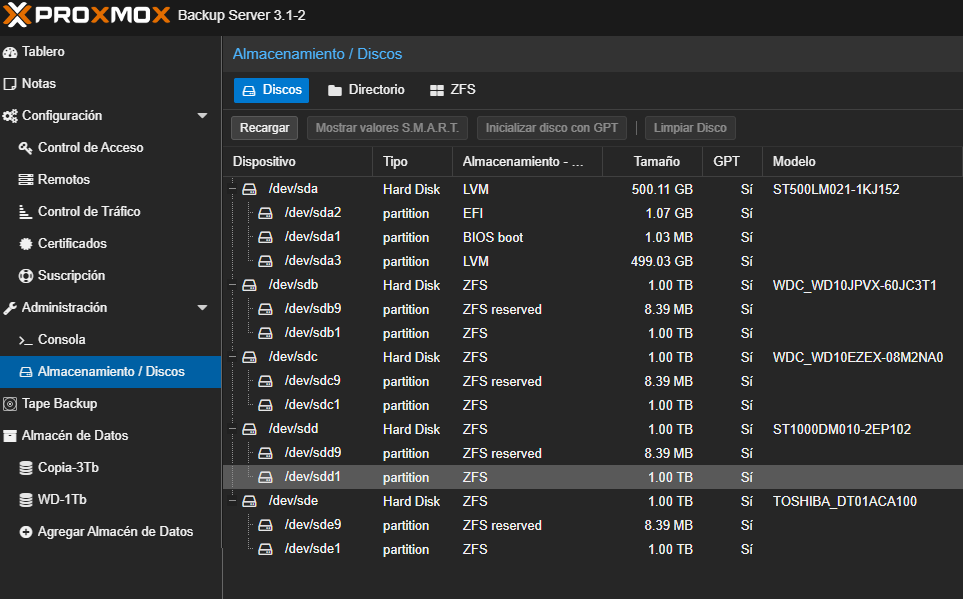 PROXMOX Backup Server 3.1-2
Tablero
Notas
Configuración
Control de Acceso
Remotos
Control de Tráfico
Certificados
Suscripción
Administración
Consola
Almacenamiento / Discos
Tape Backup
Almacén de Datos
Copia-3Tb
WD-1Tb
Agregar Almacén de Datos
Almacenamiento / Discos
Discos Directorio ZFS
Recargar Mostrar valores S.M.A.R.T. Inicializar disco con GPT Limpiar Disco
Dispositivo Tipo Almacenamiento - ... Tamaño GPT Modelo
/dev/sda Hard Disk LVM 500.11 GB Sí ST500LM021-1KJ152
/dev/sda2 partition EFI 1.07 GB Sí
/dev/sda1 partition BIOS boot 1.03 MB Sí
/dev/sda3 partition LVM 499.03 GB Sí
/dev/sdb Hard Disk ZFS 1.00 TB Sí WDC_WD10JPVX-60JC3T1
/dev/sdb9 partition ZFS reserved 8.39 MB Sí
/dev/sdb1 partition ZFS 1.00 TB Sí
/dev/sdc Hard Disk ZFS 1.00 TB Sí WDC_WD10EZEX-08M2NA0
/dev/sdc9 partition ZFS reserved 8.39 MB Sí
/dev/sdc1 partition ZFS 1.00 TB Sí
/dev/sdd Hard Disk ZFS 1.00 TB Sí ST1000DM010-2EP102
/dev/sdd9 partition ZFS reserved 8.39 MB Sí
/dev/sdd1 partition ZFS 1.00 TB Sí
/dev/sde Hard Disk ZFS 1.00 TB Sí TOSHIBA_DT01ACA100
/dev/sde9 partition ZFS reserved 8.39 MB Sí
/dev/sde1 partition ZFS 1.00 TB Sí